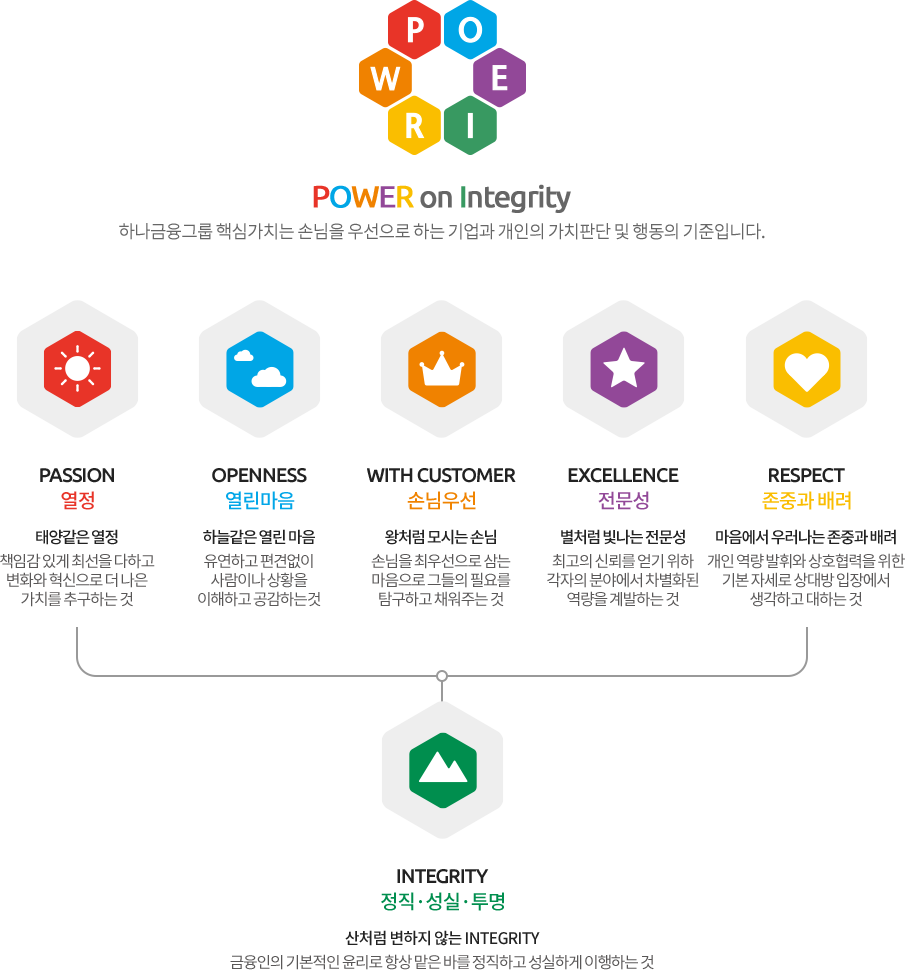 P O
W E
R I
POWER on Integrity
하나금융그룹 핵심가치는 손님을 우선으로 하는 기업과 개인의 가치판단 및 행동의 기준입니다.
PASSION
열정
태양같은 열정
책임감 있게 최선을 다하고
변화와 혁신으로 더 나은
가치를 추구하는 것
OPENNESS
열린마음
하늘같은 열린 마음
유연하고 편견없이
사람이나 상황을
이해하고 공감하는것
WITH CUSTOMER
손님우선
왕처럼 모시는 손님
손님을 최우선으로 삼는
마음으로 그들의 필요를
탐구하고 채워주는 것
EXCELLENCE
전문성
별처럼 빛나는 전문성
최고의 신뢰를 얻기 위하
각자의 분야에서 차별화된
역량을 계발하는 것
RESPECT
존중과 배려
마음에서 우러나는 존중과 배려
개인 역량 발휘와 상호협력을 위한
기본 자세로 상대방 입장에서
생각하고 대하는 것
INTEGRITY
정직·성실·투명
산처럼 변하지 않는 INTEGRITY
금융인의 기본적인 윤리로 항상 맡은 바를 정직하고 성실하게 이행하는 것